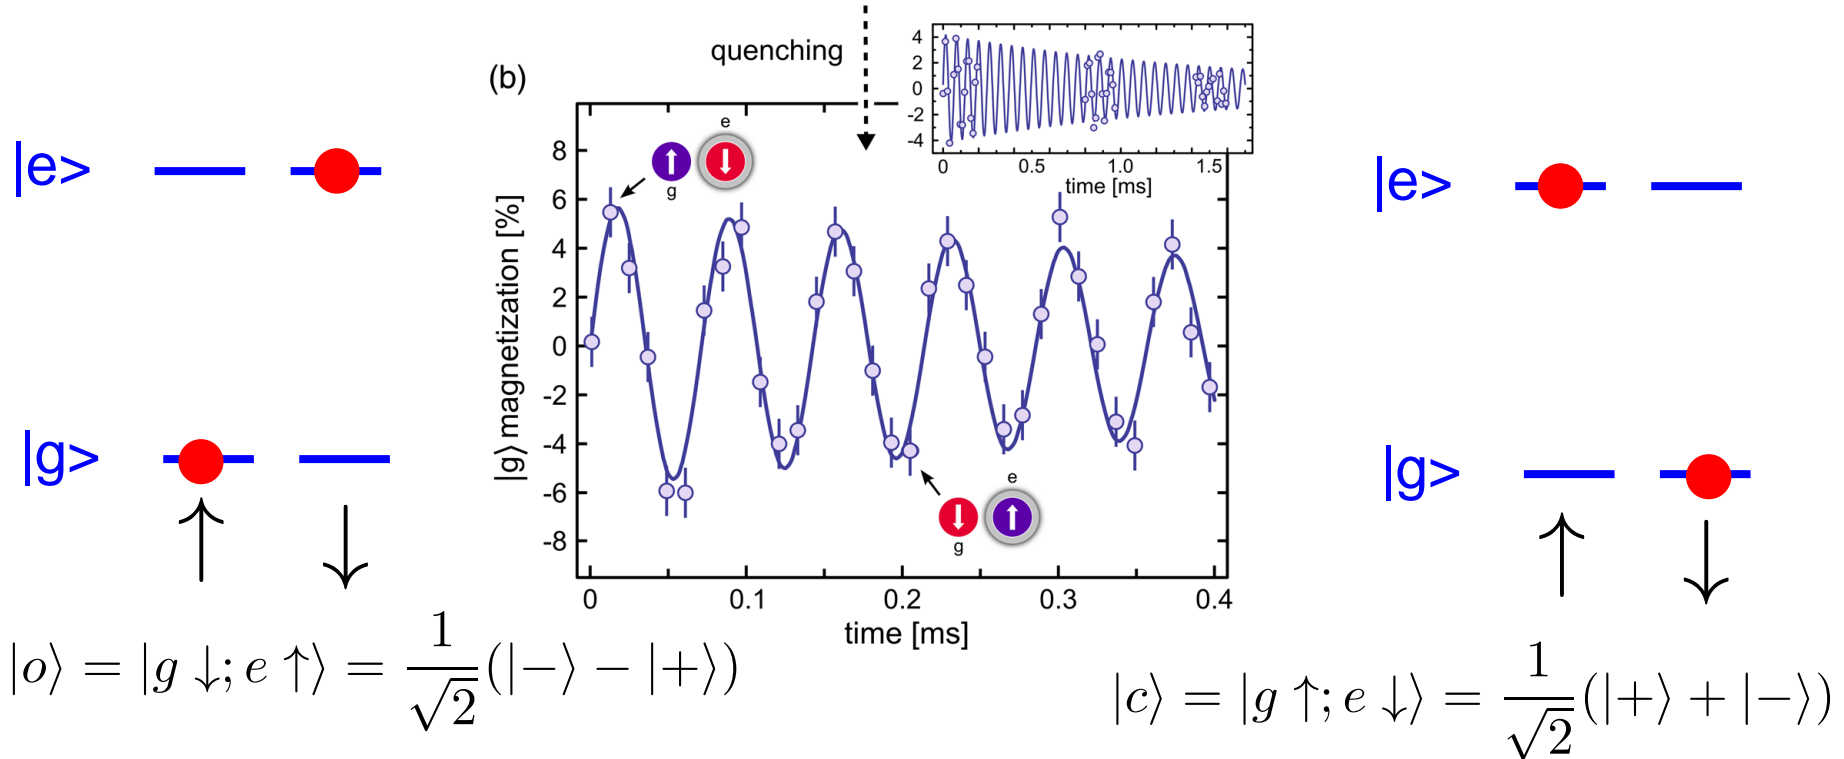 quenching
(b)
4
2
0
-2
-4
0 0.5 1.0 1.5
time [ms]
|e>
|g>
↑ ↓
|o⟩ = |g ↓; e ↑⟩ = 1/√2 (|−⟩ − |+⟩)
|g⟩ magnetization [%]
8
6
4
2
0
-2
-4
-6
-8
e
↑ ↓
g
e
↓ ↑
g
0 0.1 0.2 0.3 0.4
time [ms]
|e>
|g>
↑ ↓
|c⟩ = |g ↑; e ↓⟩ = 1/√2 (|+⟩ + |−⟩)